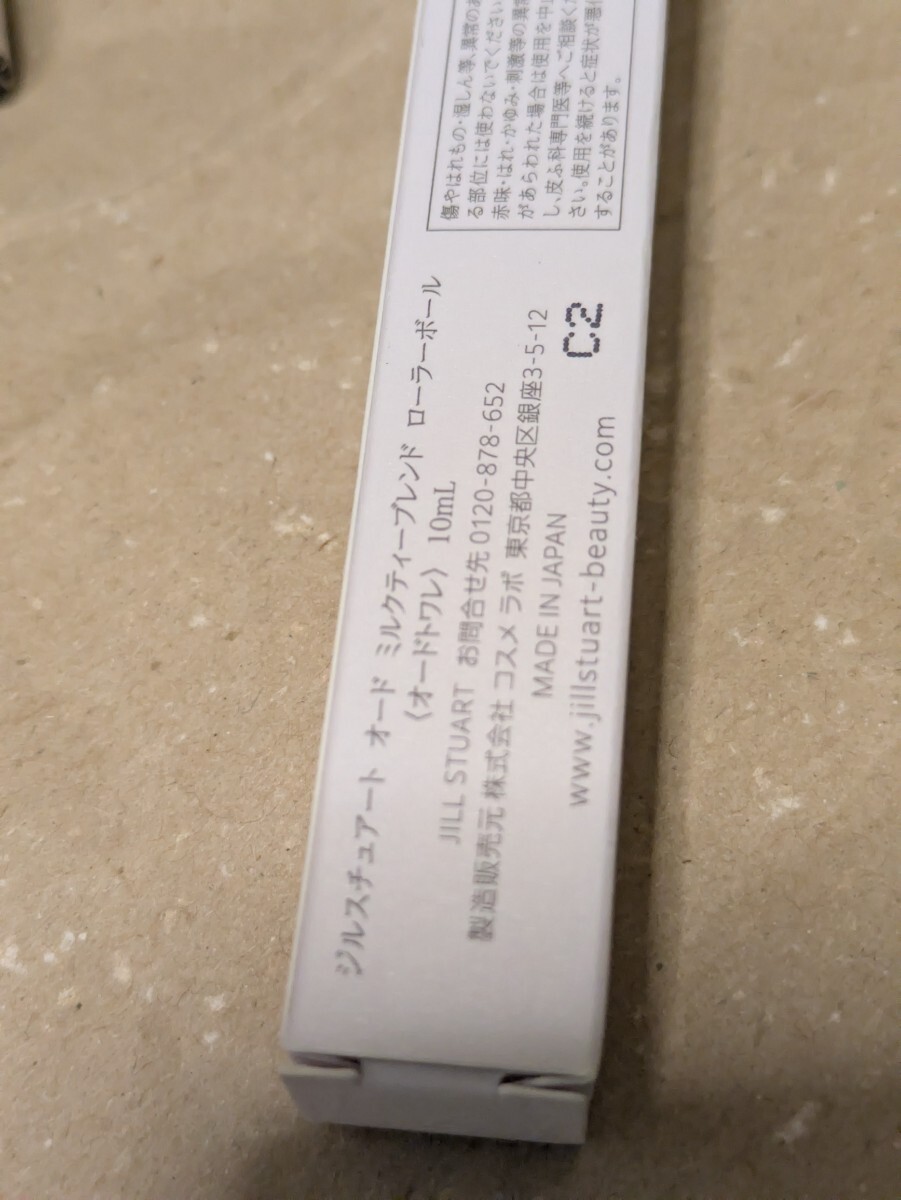 傷やはれもの・湿しん等、異常のあ
る部位には使わないでください
赤味・はれ・かゆみ・刺激等の異常
があらわれた場合は使用を中止
し、皮ふ科専門医等へご相談くだ
さい。使用を続けると症状が悪化
することがあります。
ジルスチュアート オード ミルクティーブレンド ローラーボール
〈オードトワレ〉 10mL
JILL STUART お問合せ先 0120-878-652
製造販売元 株式会社 コスメ ラボ 東京都中央区銀座3-5-12
MADE IN JAPAN
www.jillstuart-beauty.com
C2